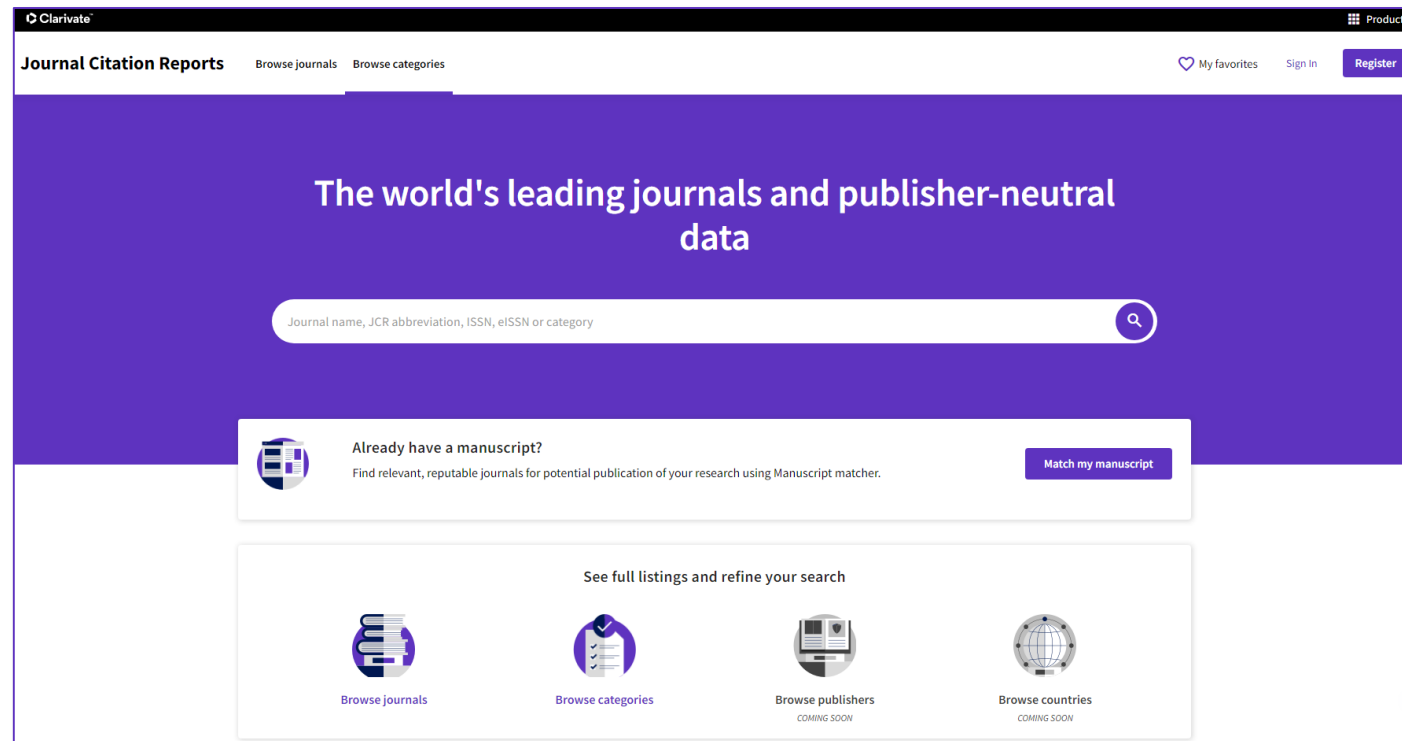 Clarivate™
Product
Journal Citation Reports
Browse journals
Browse categories
My favorites
Sign In
Register
The world's leading journals and publisher-neutral
data
Journal name, JCR abbreviation, ISSN, eISSN or category
Already have a manuscript?
Find relevant, reputable journals for potential publication of your research using Manuscript matcher.
Match my manuscript
See full listings and refine your search
Browse journals
Browse categories
Browse publishers
COMING SOON
Browse countries
COMING SOON